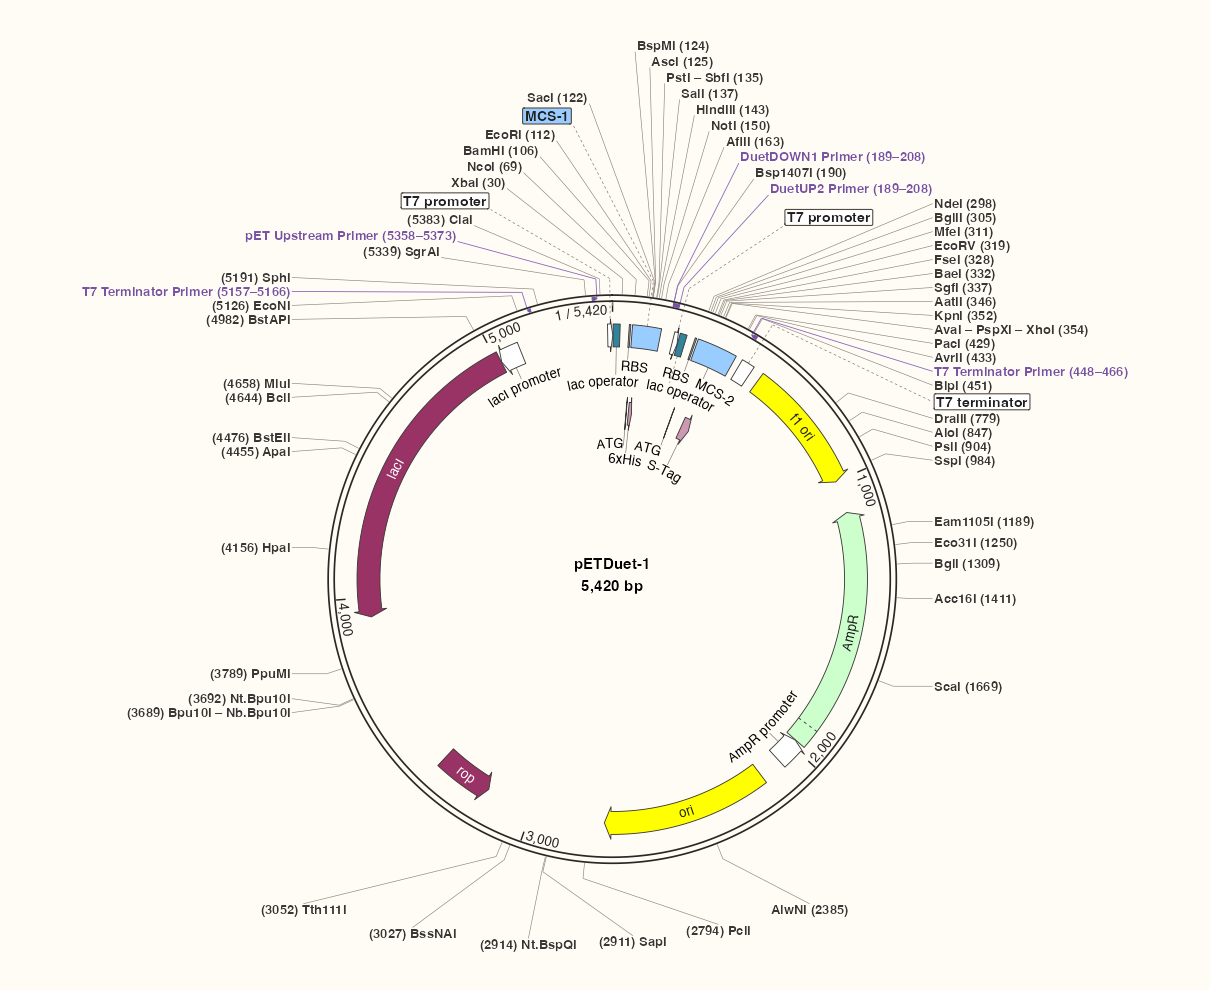 BspMI (124)
AscI (125)
PstI – SbfI (135)
SalI (137)
HindIII (143)
NotI (150)
AflII (163)
DuetDOWN1 Primer (189–208)
Bsp1407I (190)
DuetUP2 Primer (189–208)
T7 promoter
SacI (122)
MCS-1
EcoRI (112)
BamHI (106)
NcoI (69)
XbaI (30)
T7 promoter
(5383) ClaI
pET Upstream Primer (5358–5373)
(5339) SgrAI
(5191) SphI
T7 Terminator Primer (5157–5166)
(5126) EcoNI
(4982) BstAPI
(4658) MluI
(4644) BclI
(4476) BstEII
(4455) ApaI
(4156) HpaI
(3789) PpuMI
(3692) Nt.Bpu10I
(3689) Bpu10I – Nb.Bpu10I
NdeI (298)
BglII (305)
MfeI (311)
EcoRV (319)
FseI (328)
BaeI (332)
SgfI (337)
AatII (346)
KpnI (352)
AvaI – PspXI – XhoI (354)
PacI (429)
AvrII (433)
T7 Terminator Primer (448–466)
BlpI (451)
T7 terminator
DraIII (779)
AloI (847)
PsiI (904)
SspI (984)
Eam1105I (1189)
Eco31I (1250)
BglI (1309)
Acc16I (1411)
ScaI (1669)
1 / 5,420
5,000
1,000
4,000
2,000
3,000
lacI promoter
lac operator
RBS
RBS
lac operator
MCS-2
ATG
6xHis
ATG
S-Tag
f1 ori
lacI
pETDuet-1
5,420 bp
AmpR
AmpR promoter
rop
ori
(3052) Tth111I
(3027) BssNAI
(2914) Nt.BspQI
(2911) SapI
(2794) PciI
AlwNI (2385)